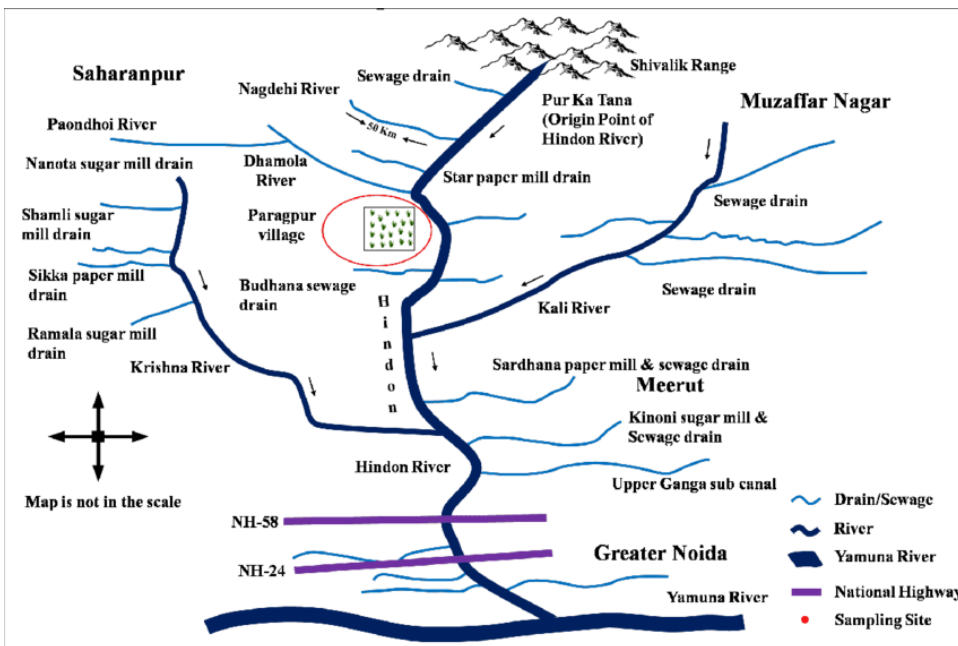 Shivalik Range
Saharanpur
Sewage drain
Nagdehi River
Pur Ka Tana
(Origin Point of
Hindon River)
Muzaffar Nagar
50 Km
Paondhoi River
Nanota sugar mill drain
Dhamola
River
Star paper mill drain
Sewage drain
Shamli sugar
mill drain
Paragpur
village
Sikka paper mill
drain
Budhana sewage
drain
Sewage drain
Kali River
Hindon
Ramala sugar mill
drain
Krishna River
Sardhana paper mill & sewage drain
Meerut
Kinoni sugar mill &
Sewage drain
Hindon River
Upper Ganga sub canal
Map is not in the scale
NH-58
NH-24
Greater Noida
Yamuna River
Drain/Sewage
River
Yamuna River
National Highway
Sampling Site